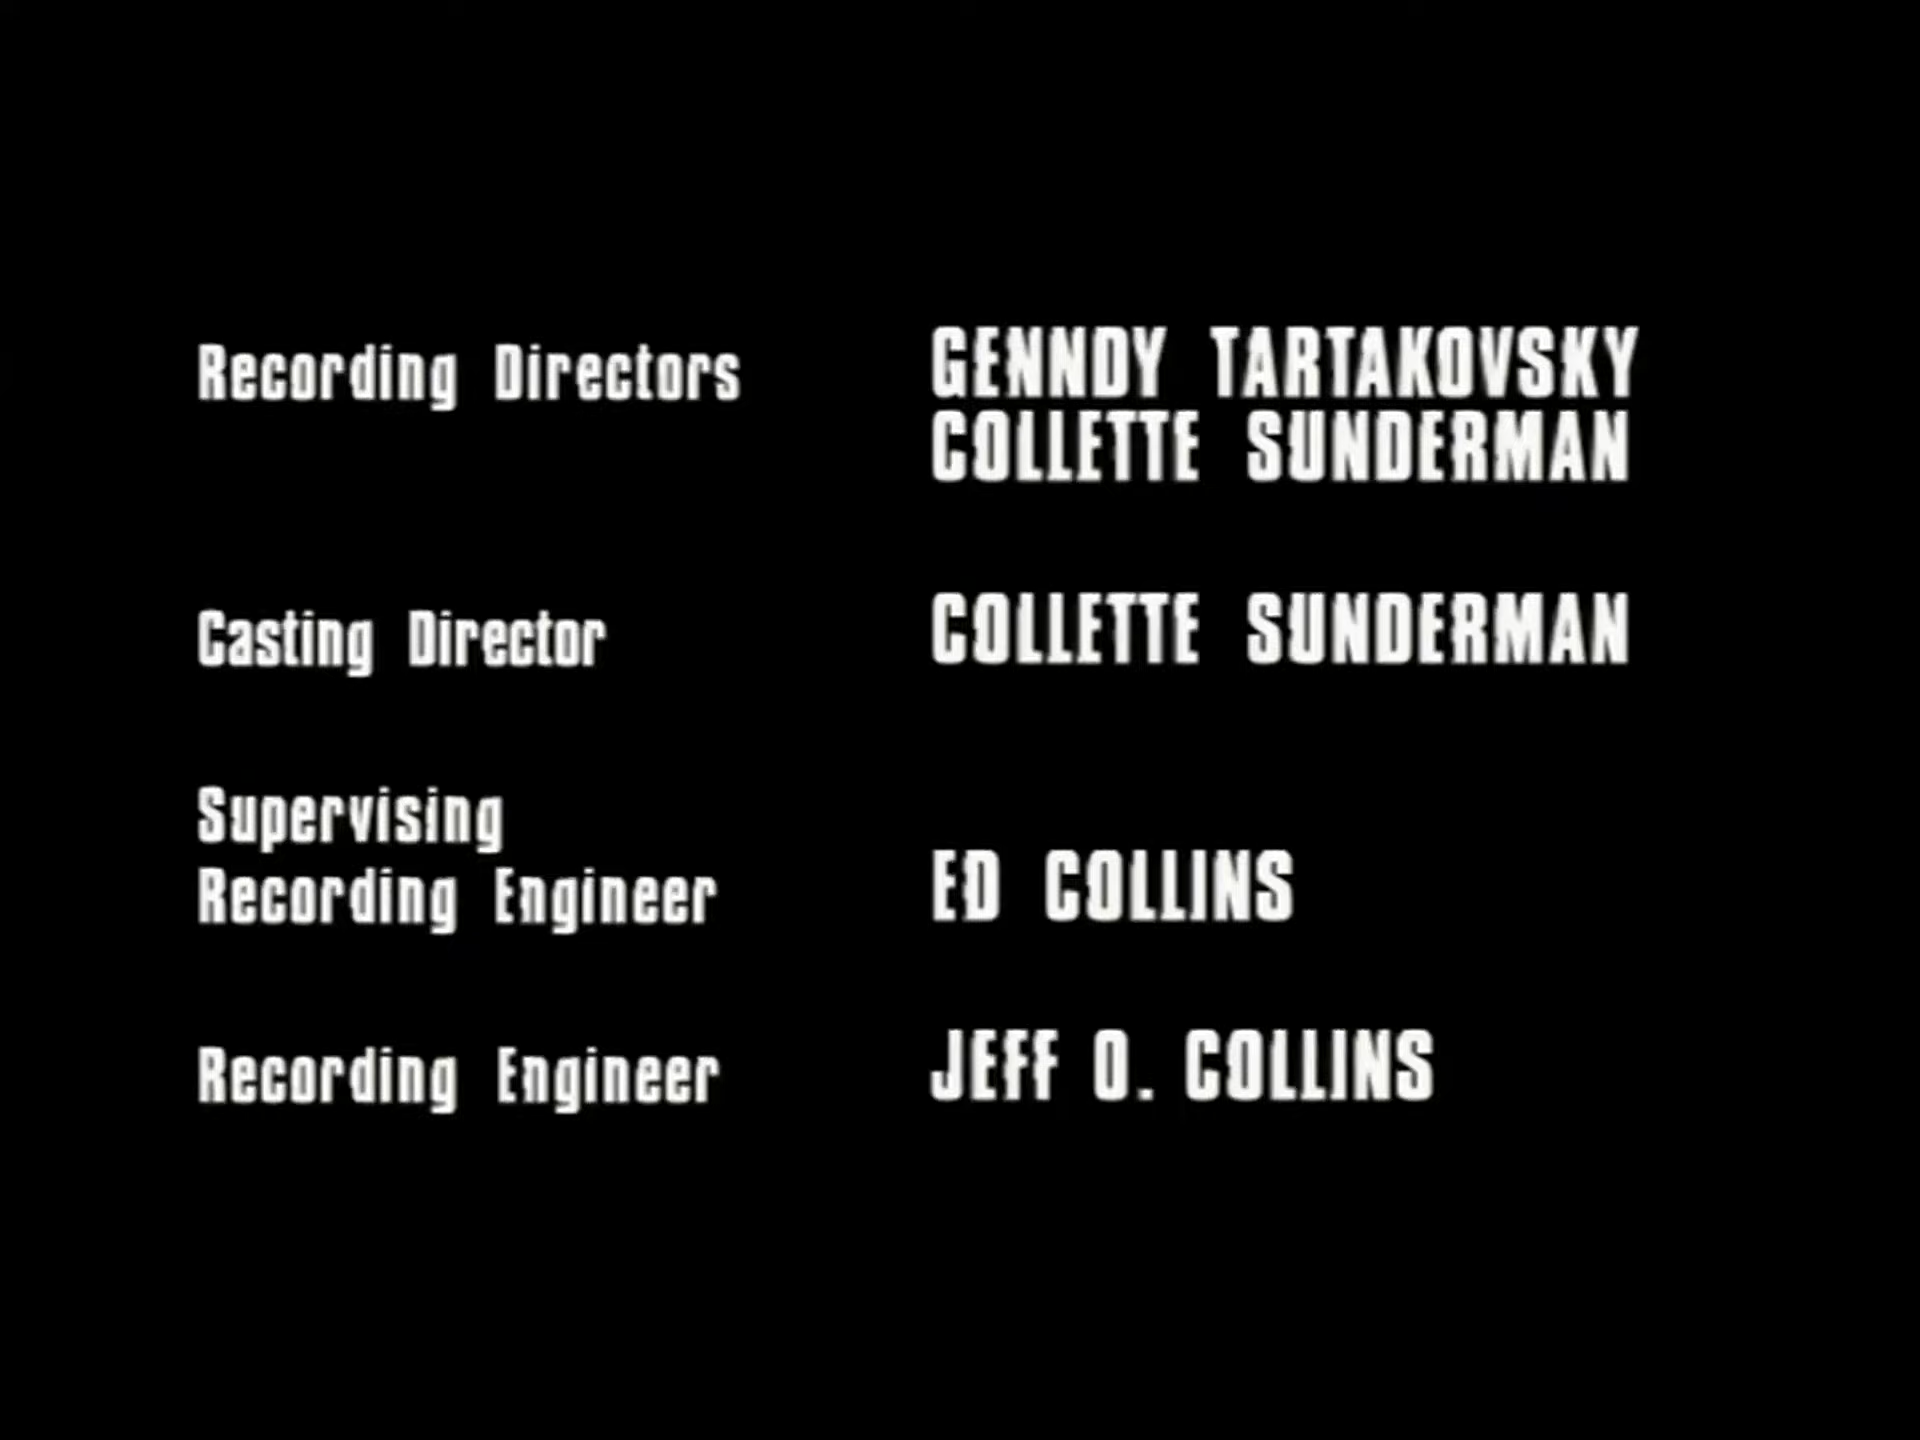 Recording Directors GENNDY TARTAKOVSKY
COLLETTE SUNDERMAN
Casting Director COLLETTE SUNDERMAN
Supervising
Recording Engineer ED COLLINS
Recording Engineer JEFF O. COLLINS